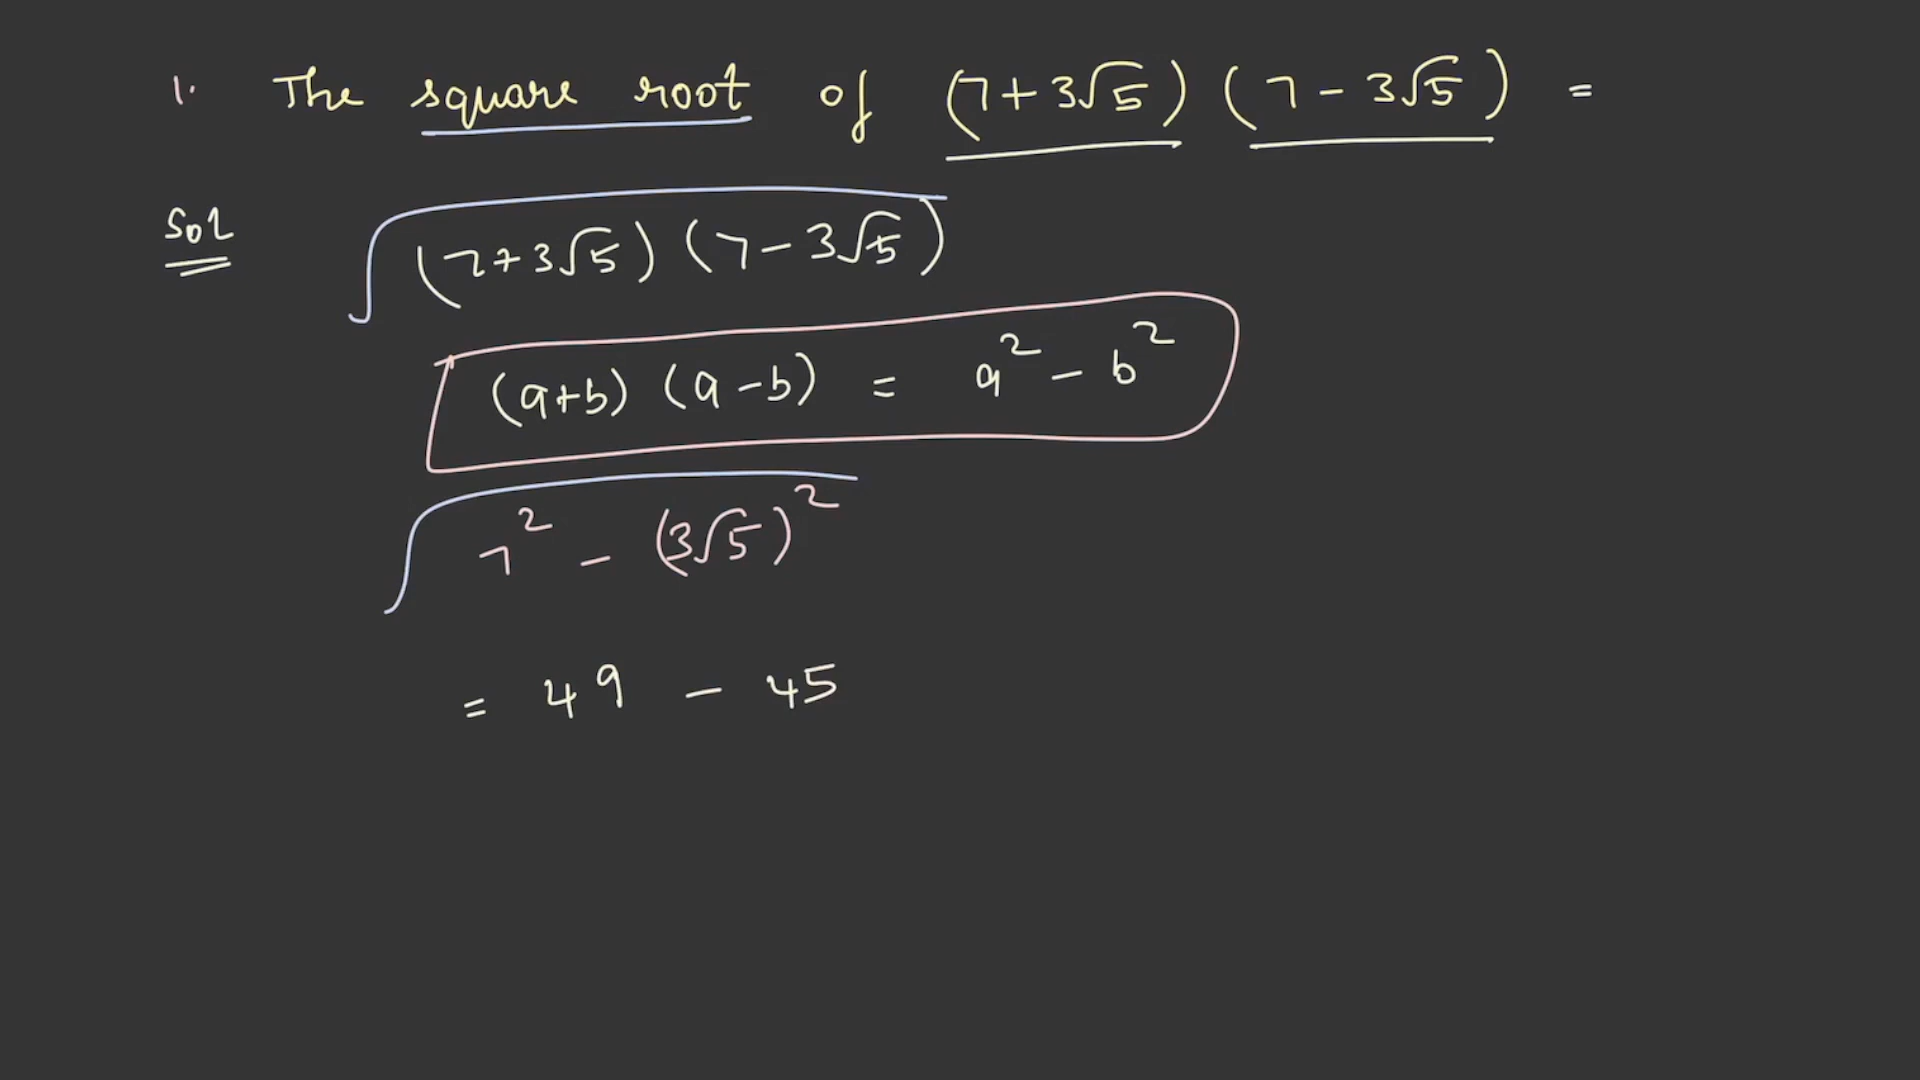 1. The square root of (7+3√5) (7-3√5) =
Sol
√(7+3√5) (7-3√5)
(a+b) (a-b) = a² - b²
√7² - (3√5)²
= 49 - 45